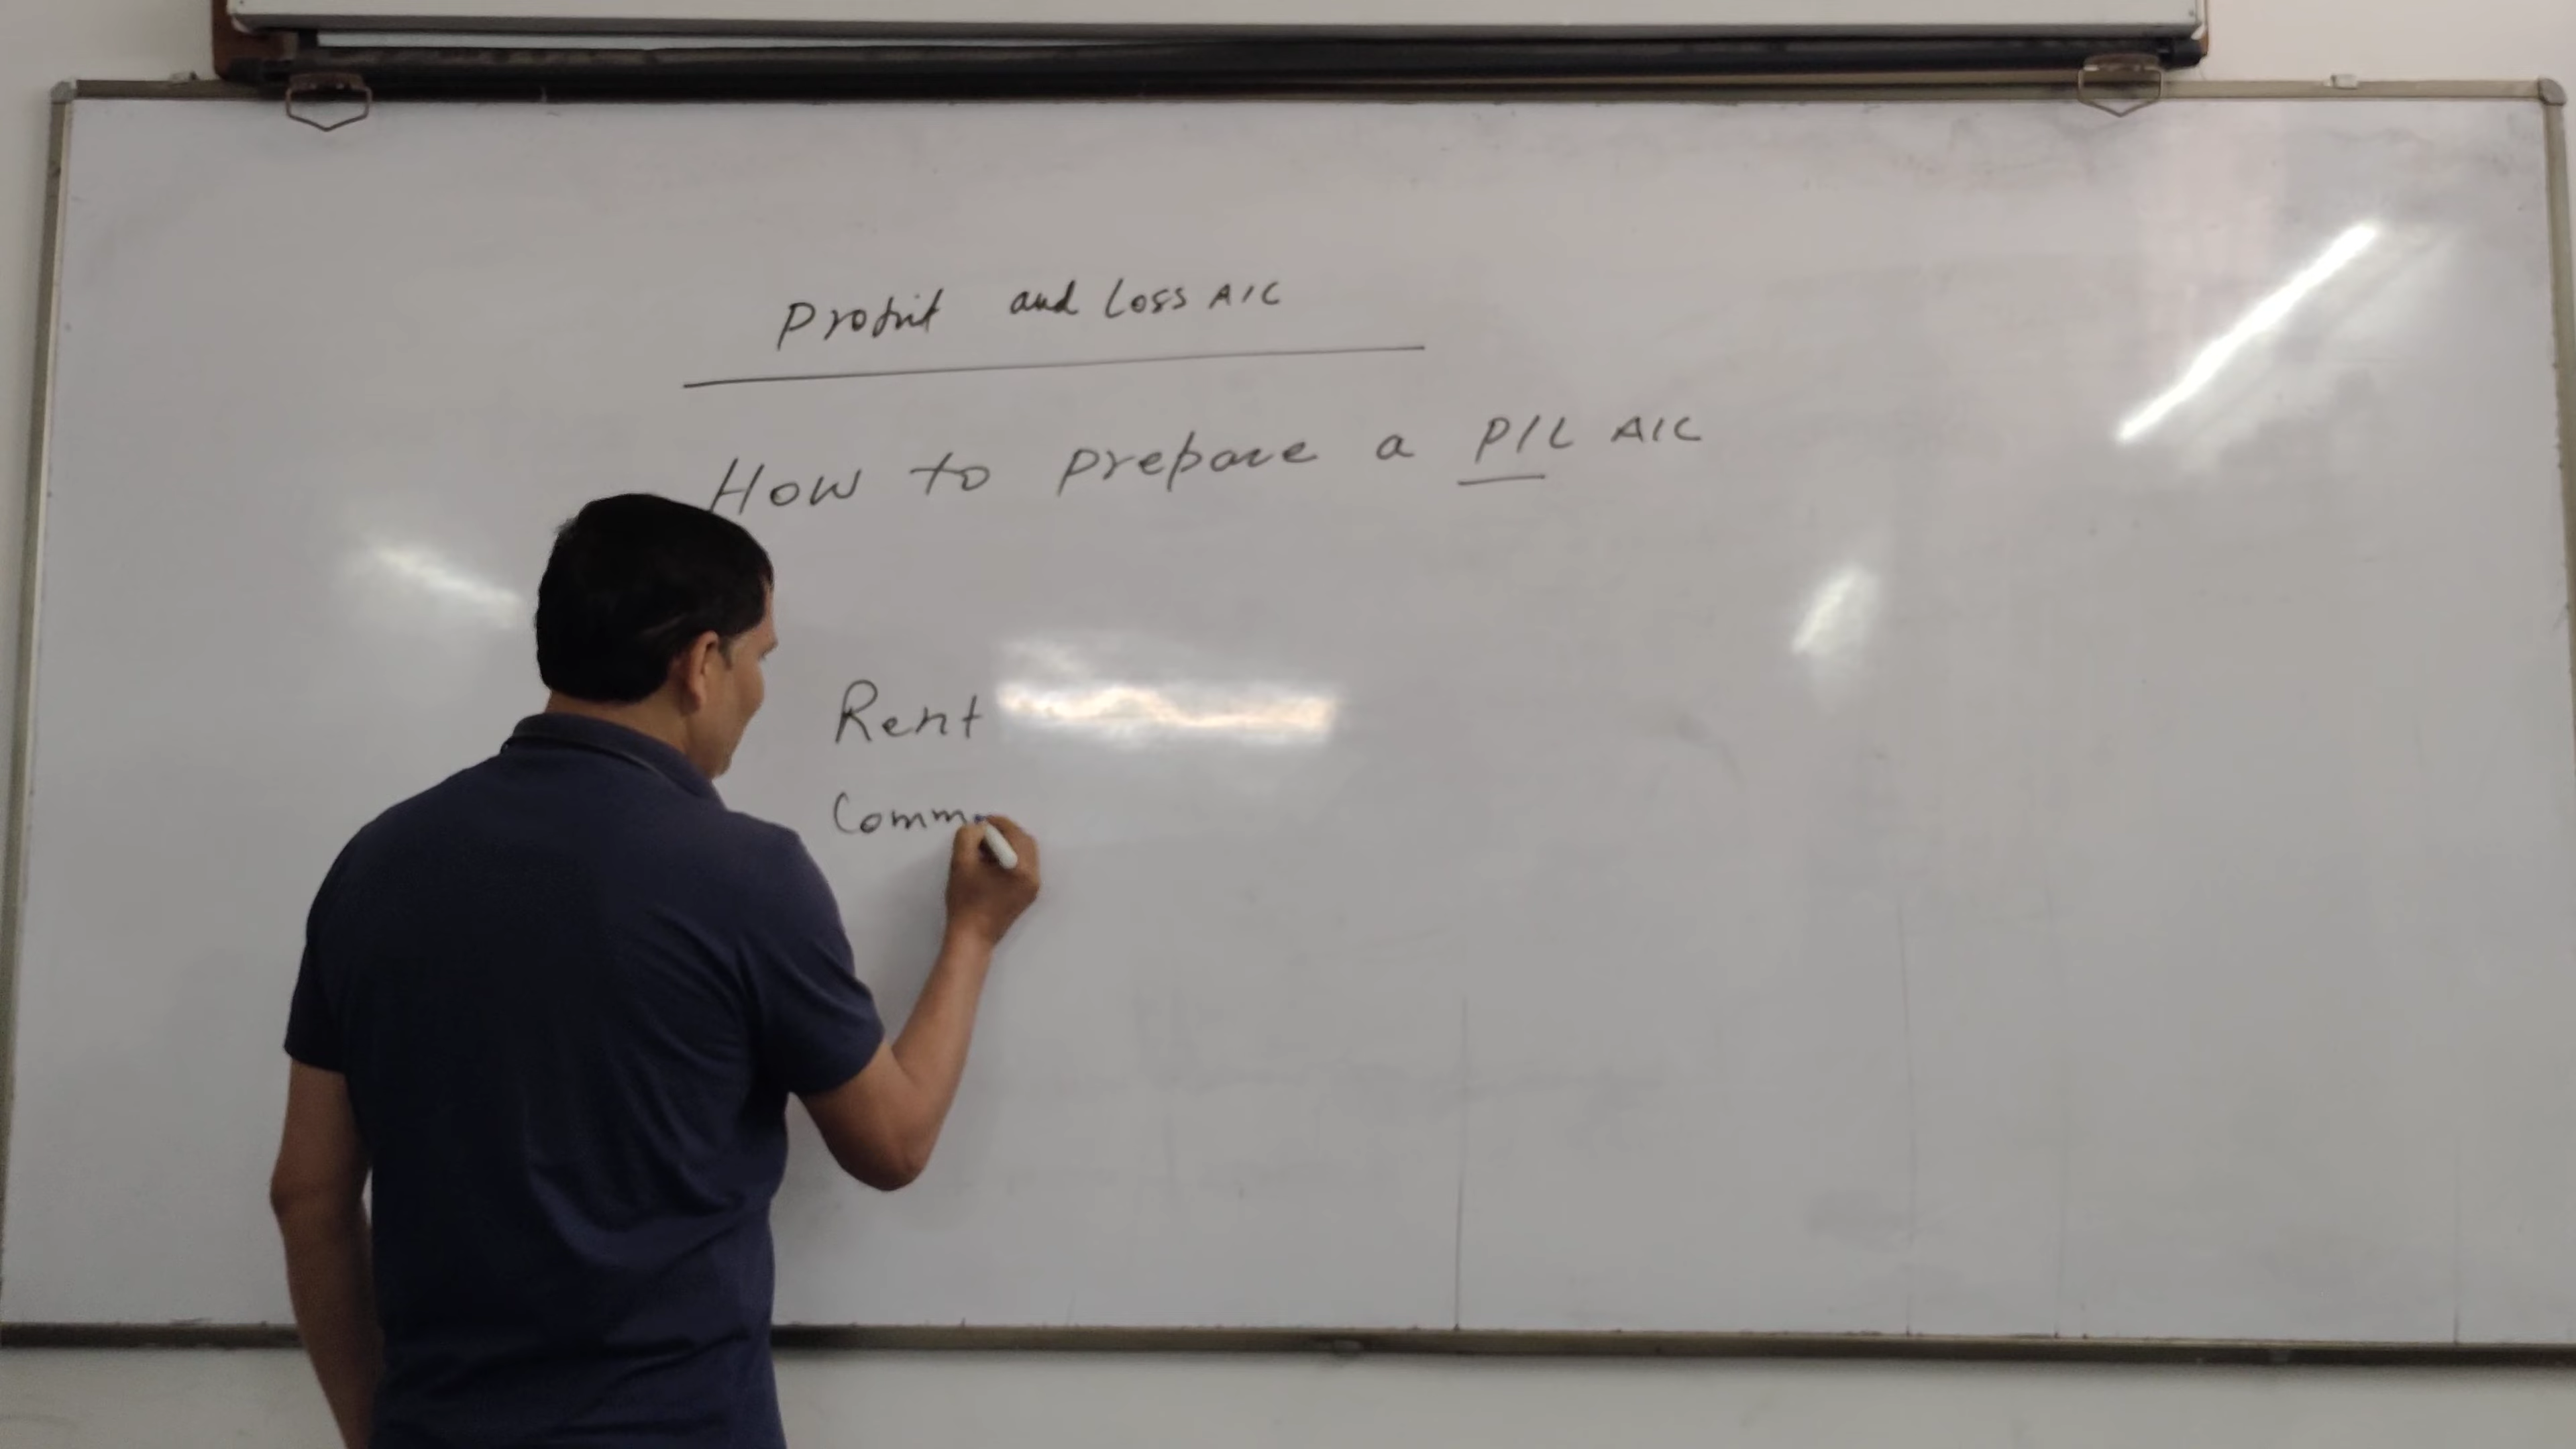 Profit and Loss A/C
How to prepare a P/L A/C
Rent
Comm